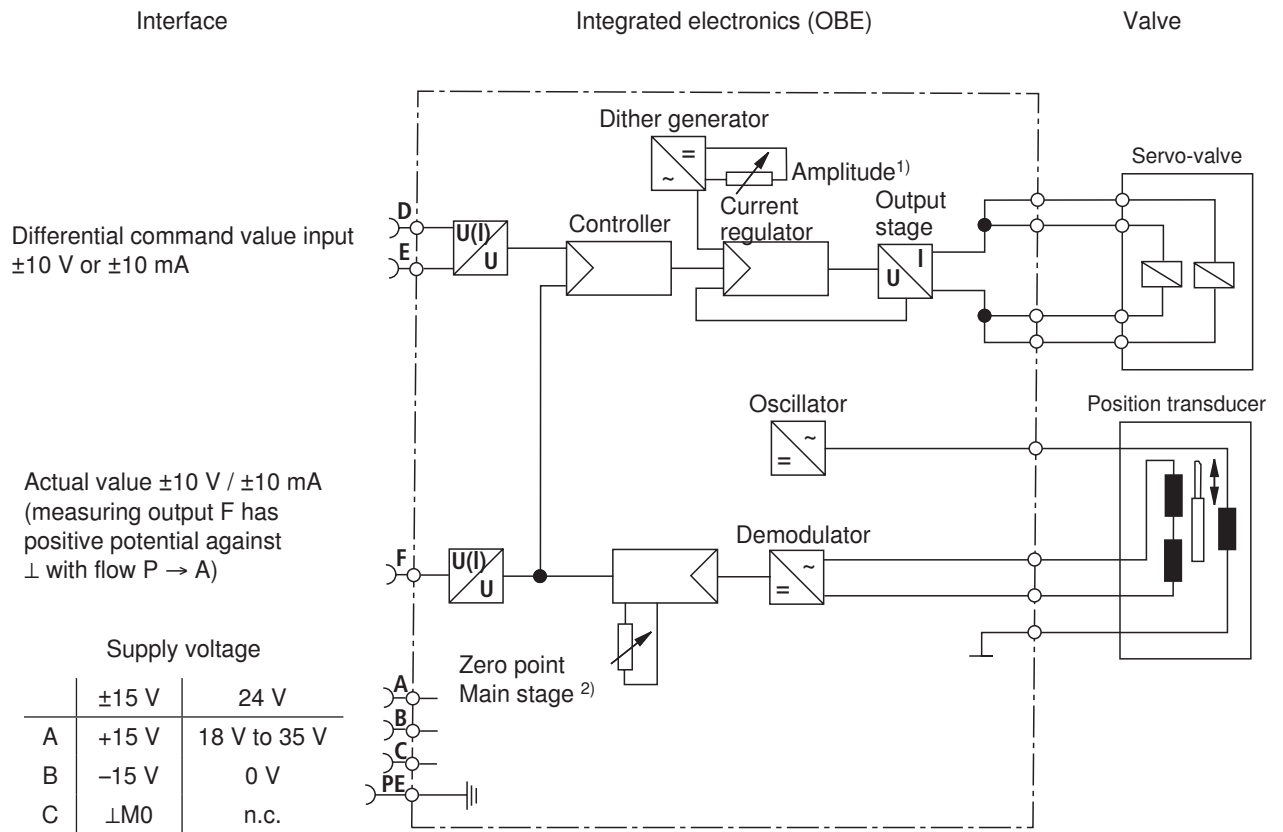 Interface
Integrated electronics (OBE)
Valve
Dither generator
=
~
Amplitude1)
Servo-valve
Current
regulator
Output
stage
Controller
D
E
U(I)
U
I
U
Differential command value input
±10 V or ±10 mA
Oscillator
~
=
Position transducer
Actual value ±10 V / ±10 mA
(measuring output F has
positive potential against
⊥ with flow P → A)
F
U(I)
U
Demodulator
~
=
Zero point
Main stage 2)
Supply voltage
±15 V 24 V
A +15 V 18 V to 35 V
B –15 V 0 V
C ⊥M0 n.c.
A
B
C
PE